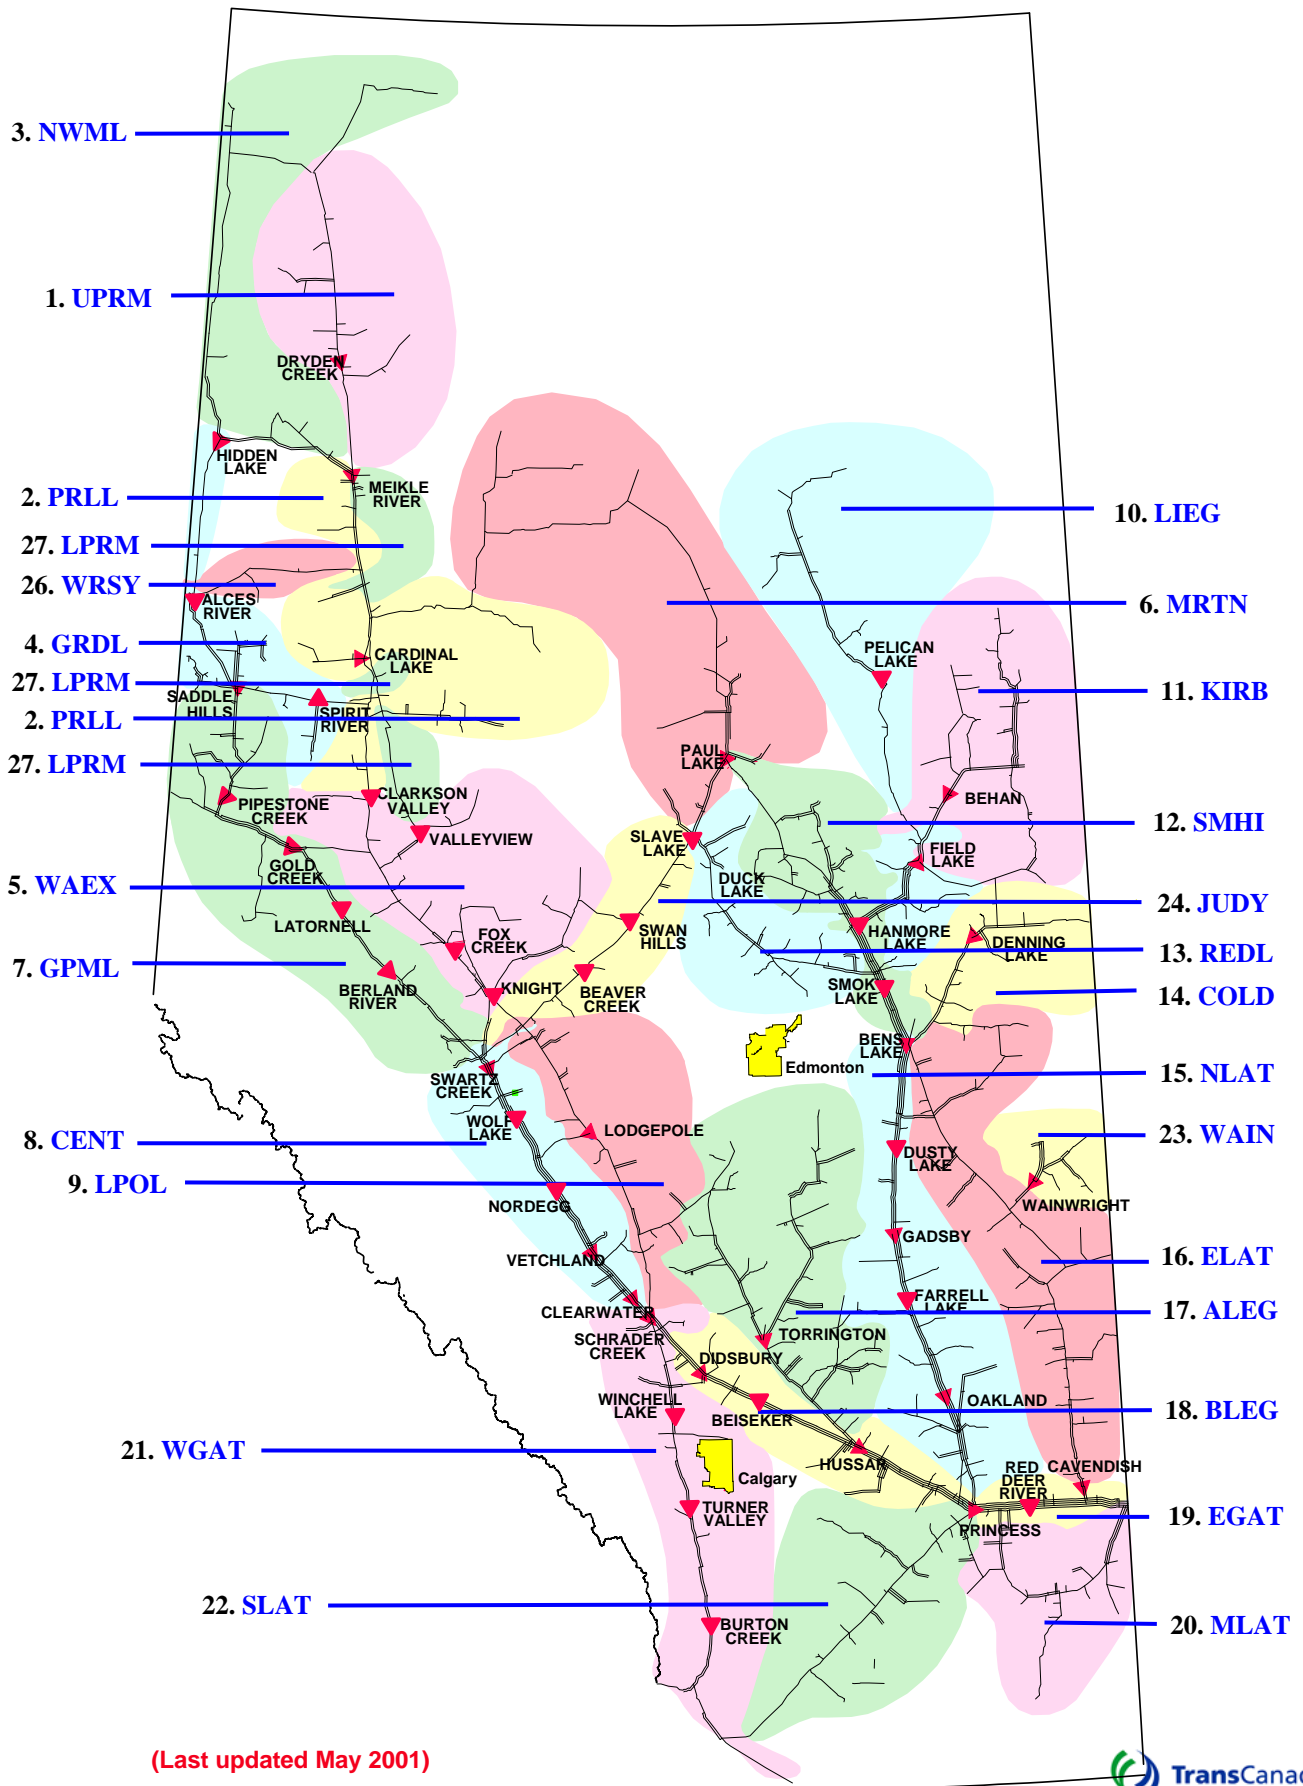 3. NWML
1. UPRM
DRYDEN
CREEK
HIDDEN
LAKE
MEIKLE
RIVER
2. PRLL
10. LIEG
27. LPRM
26. WRSY
ALCES
RIVER
6. MRTN
4. GRDL
CARDINAL
LAKE
PELICAN
LAKE
27. LPRM
11. KIRB
SADDLE
HILLS
SPIRIT
RIVER
2. PRLL
PAUL
LAKE
27. LPRM
PIPESTONE
CREEK
CLARKSON
VALLEY
BEHAN
12. SMHI
VALLEYVIEW
SLAVE
LAKE
FIELD
LAKE
GOLD
CREEK
DUCK
LAKE
5. WAEX
24. JUDY
LATORNELL
FOX
CREEK
SWAN
HILLS
HANMORE
LAKE
DENNING
LAKE
13. REDL
7. GPML
BERLAND
RIVER
KNIGHT
BEAVER
CREEK
SMOK
LAKE
14. COLD
BENS
LAKE
Edmonton
SWARTZ
CREEK
15. NLAT
WOLF
LAKE
LODGEPOLE
8. CENT
23. WAIN
DUSTY
LAKE
9. LPOL
NORDEGG
WAINWRIGHT
GADSBY
VETCHLAND
16. ELAT
FARRELL
LAKE
CLEARWATER
17. ALEG
SCHRADER
CREEK
TORRINGTON
DIDSBURY
WINCHELL
LAKE
BEISEKER
OAKLAND
18. BLEG
21. WGAT
HUSSAR
RED
DEER
RIVER
CAVENDISH
Calgary
TURNER
VALLEY
PRINCESS
19. EGAT
22. SLAT
BURTON
CREEK
20. MLAT
(Last updated May 2001)
TransCanad